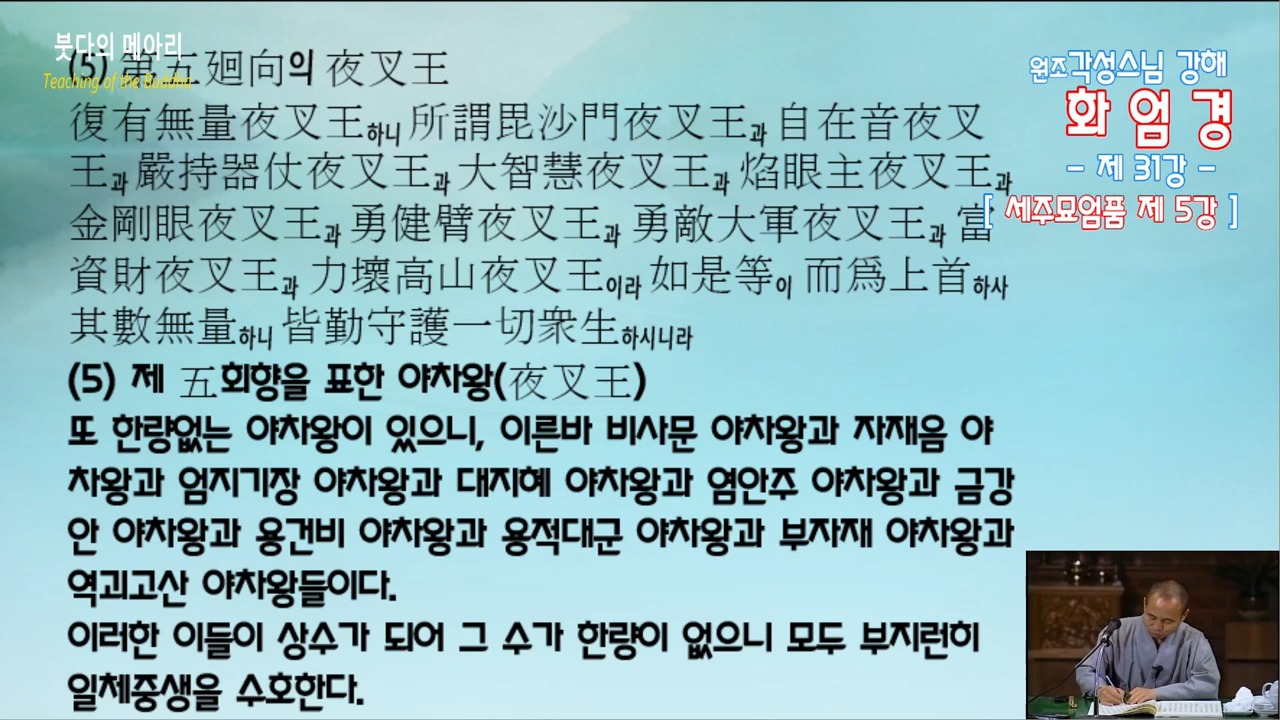 붓다의 메아리
Teaching of the Buddha
(5) 第五廻向의 夜叉王
復有無量夜叉王하니 所謂毘沙門夜叉王과 自在音夜叉
王과 嚴持器仗夜叉王과 大智慧夜叉王과 焰眼主夜叉王과
金剛眼夜叉王과 勇健臂夜叉王과 勇敵大軍夜叉王과 富
資財夜叉王과 力壞高山夜叉王이라 如是等이 而爲上首하사
其數無量하니 皆勤守護一切衆生하시니라
(5) 제 五회향을 표한 야차왕(夜叉王)
또 한량없는 야차왕이 있으니, 이른바 비사문 야차왕과 자재음 야
차왕과 엄지기장 야차왕과 대지혜 야차왕과 염안주 야차왕과 금강
안 야차왕과 용건비 야차왕과 용적대군 야차왕과 부자재 야차왕과
역괴고산 야차왕들이다.
이러한 이들이 상수가 되어 그 수가 한량이 없으니 모두 부지런히
일체중생을 수호한다.
원조각성스님 강해
화엄경
- 제 31강 -
[ 세주묘엄품 제 5강 ]